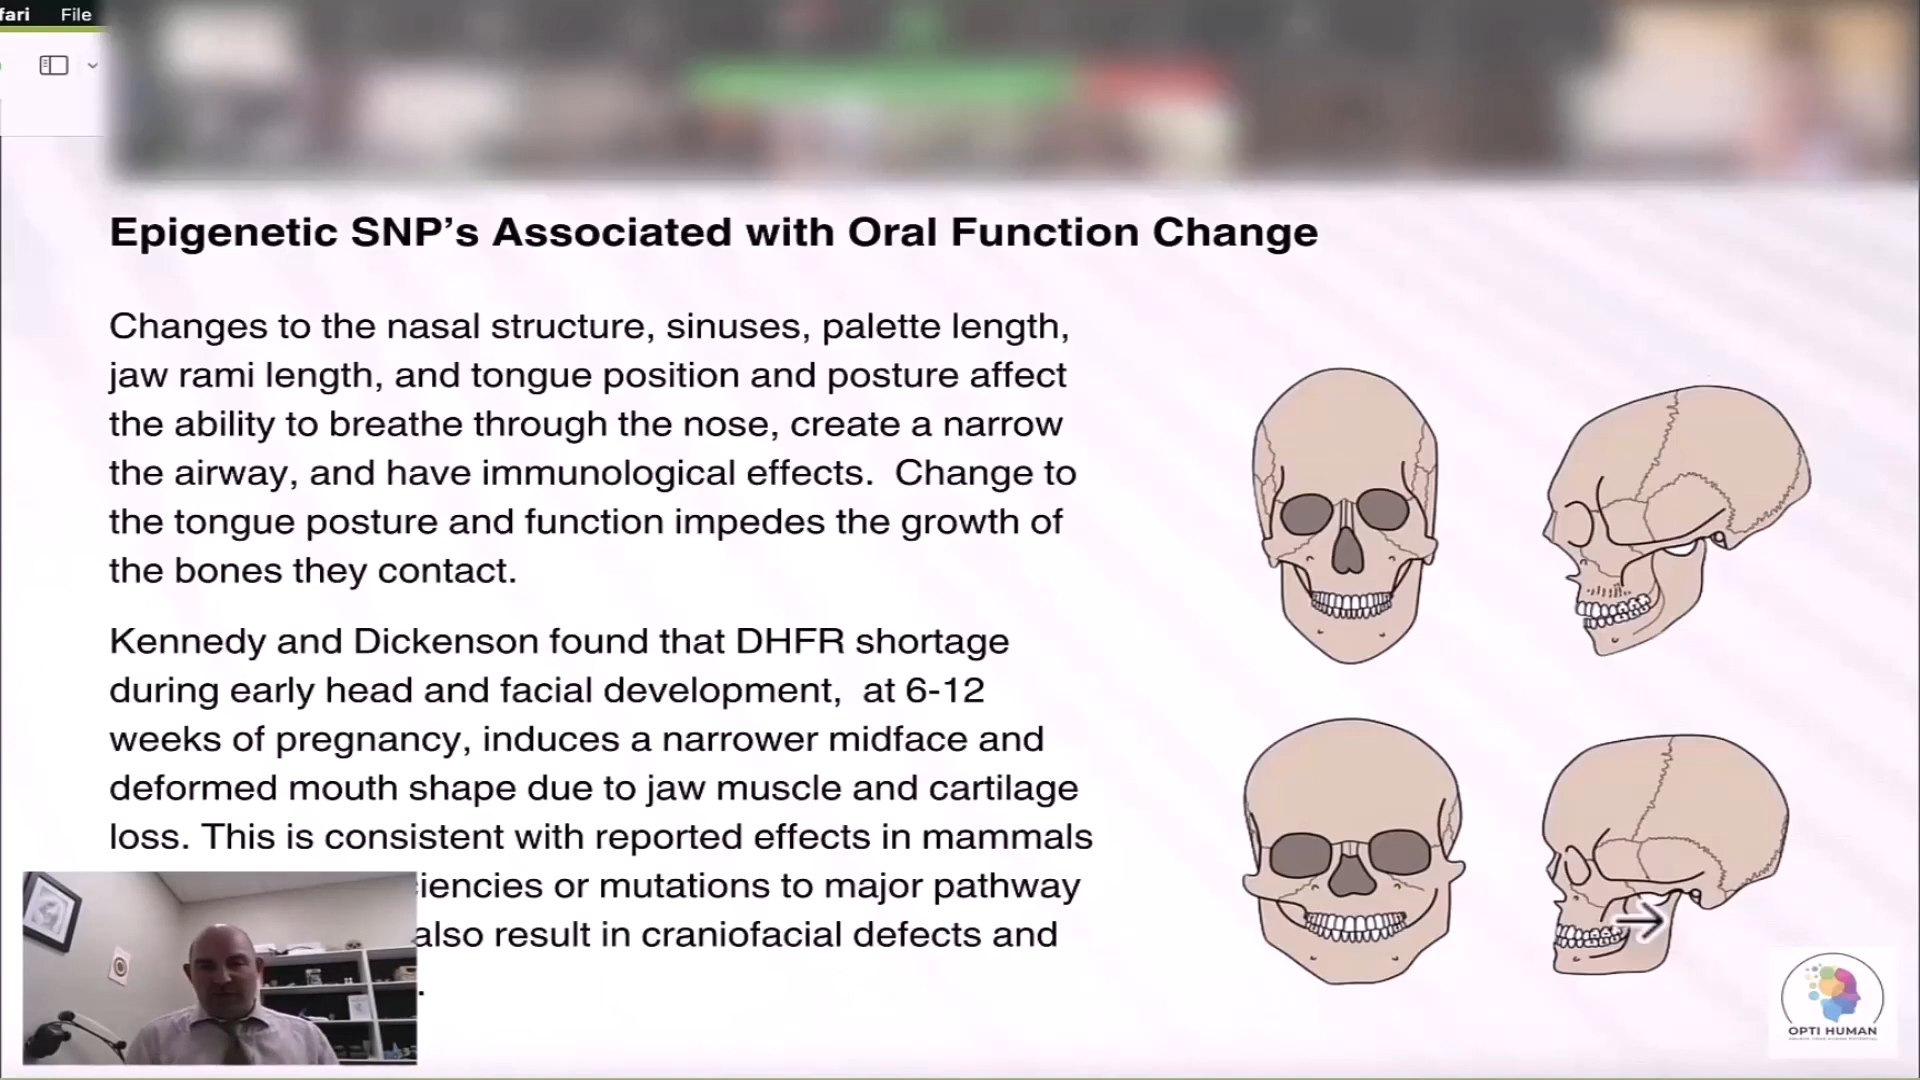 File
Epigenetic SNP’s Associated with Oral Function Change
Changes to the nasal structure, sinuses, palette length,
jaw rami length, and tongue position and posture affect
the ability to breathe through the nose, create a narrow
the airway, and have immunological effects.  Change to
the tongue posture and function impedes the growth of
the bones they contact.
Kennedy and Dickenson found that DHFR shortage
during early head and facial development,  at 6-12
weeks of pregnancy, induces a narrower midface and
deformed mouth shape due to jaw muscle and cartilage
loss. This is consistent with reported effects in mammals
or mutations to major pathway
also result in craniofacial defects and
OPTI HUMAN